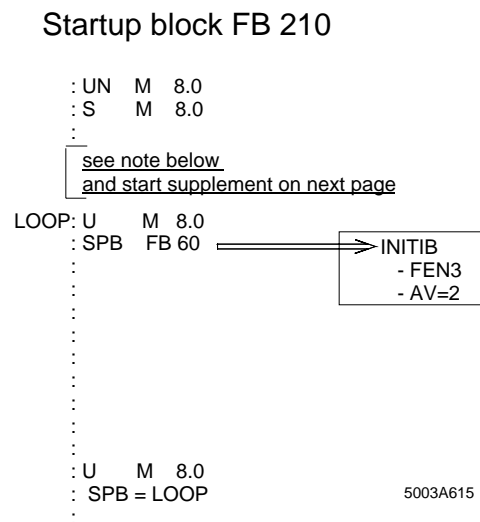 Startup block FB 210
: UN M 8.0
: S M 8.0
:
see note below
and start supplement on next page
LOOP: U M 8.0
: SPB FB 60
INITIB
:
- FEN3
:
- AV=2
:
:
:
:
:
:
:
: U M 8.0
: SPB = LOOP
5003A615
: